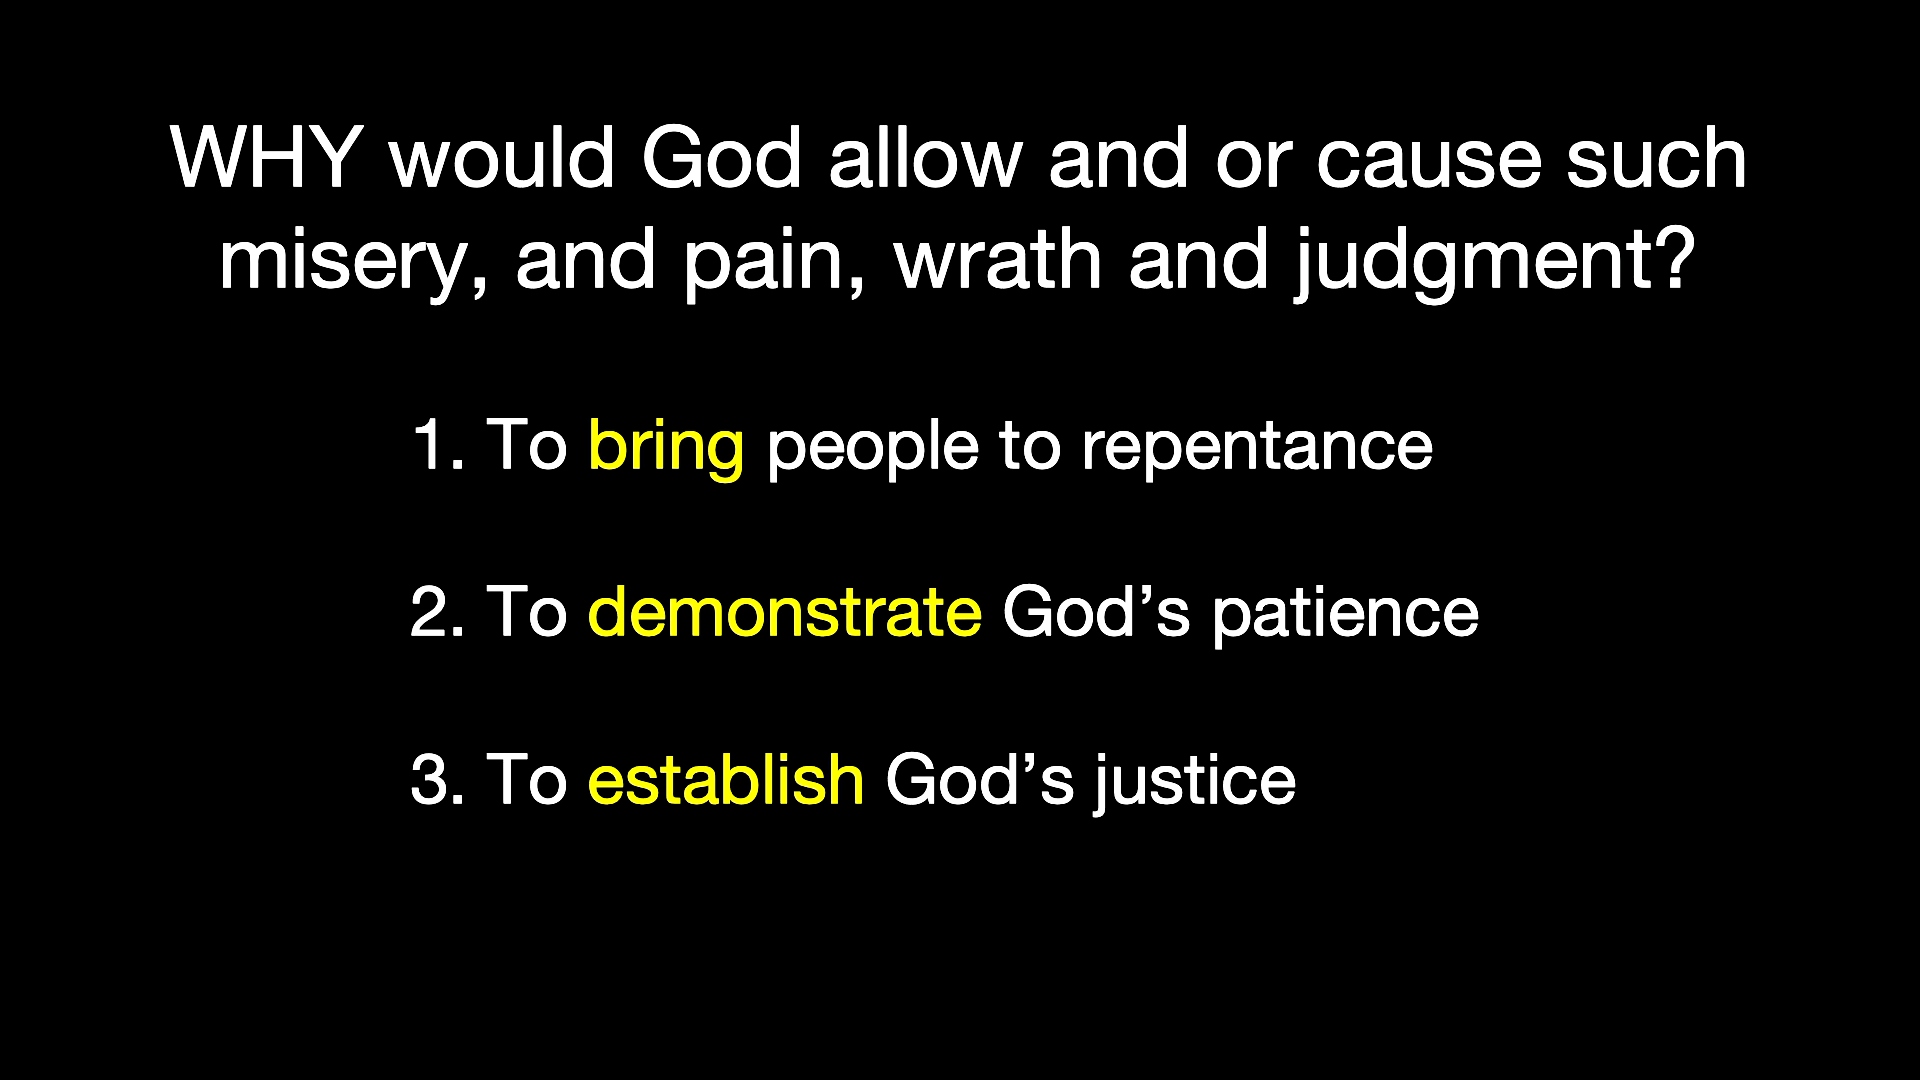 WHY would God allow and or cause such
misery, and pain, wrath and judgment?
1. To bring people to repentance
2. To demonstrate God’s patience
3. To establish God’s justice